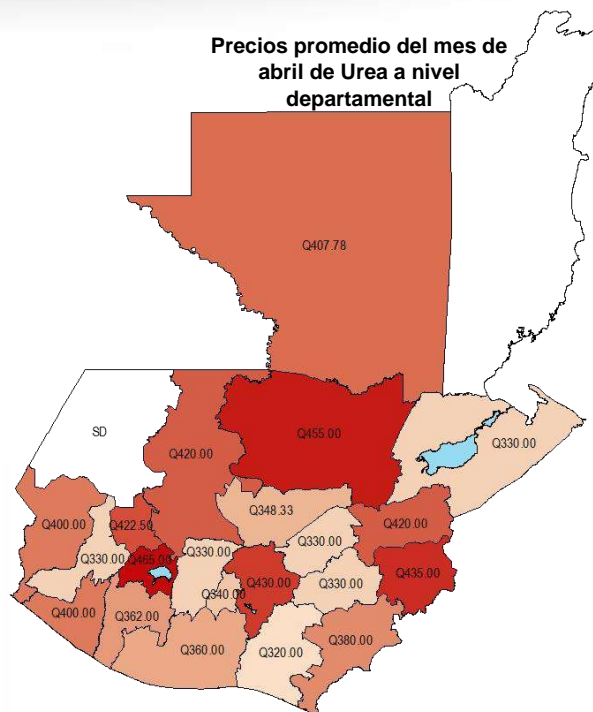 Precios promedio del mes de
abril de Urea a nivel
departamental
Q407.78
SD
Q420.00
Q455.00
Q330.00
Q348.33
Q400.00
Q422.50
Q420.00
Q330.00
Q330.00
Q330.00
Q465.00
Q435.00
Q430.00
Q330.00
Q340.00
Q400.00
Q362.00
Q380.00
Q360.00
Q320.00